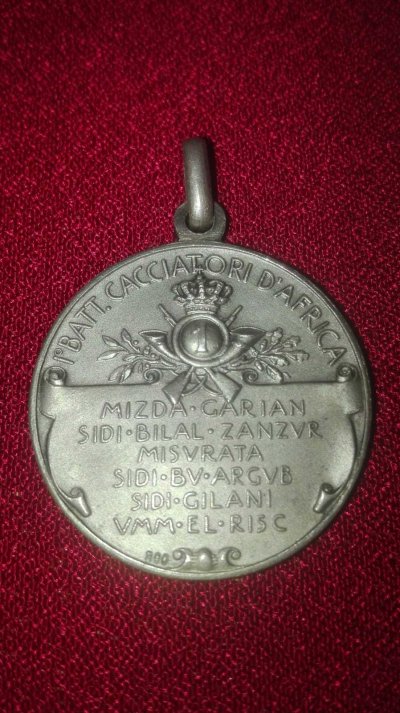 1º BATT. CACCIATORI D'AFRICA
1
MIZDA·GARIAN
SIDI·BILAL·ZANZVR
MISVRATA
SIDI·BV·ARGVB
SIDI·GILANI
VMM·EL·RISC
800